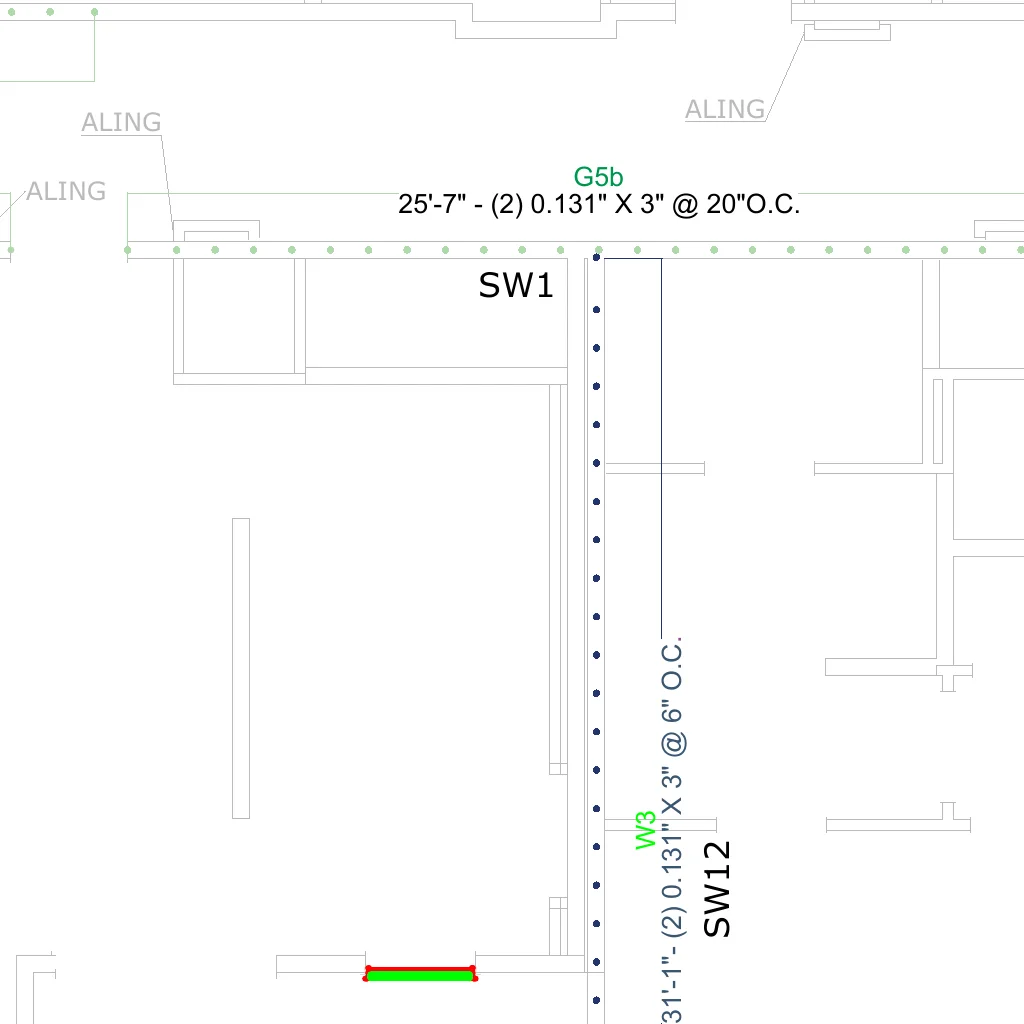 ALING
ALING
ALING
G5b
25'-7" - (2) 0.131" X 3" @ 20"O.C.
SW1
W3
31'-1"- (2) 0.131" X 3" @ 6" O.C.
SW12